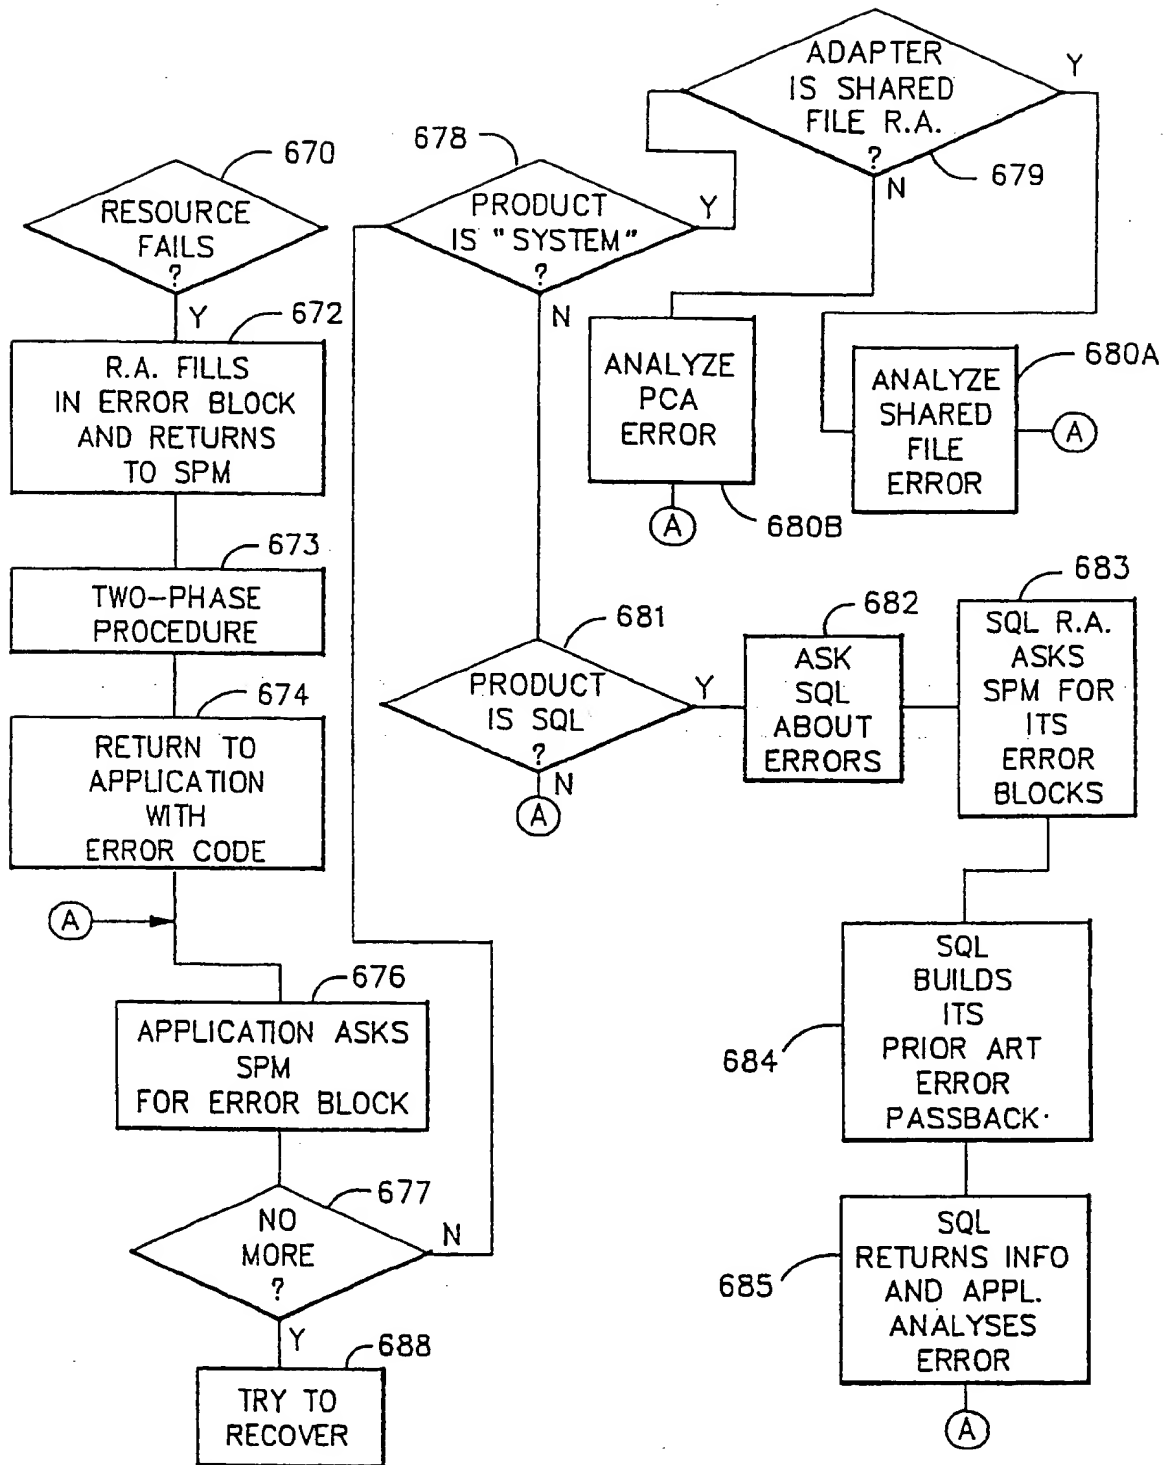 670
RESOURCE
FAILS
?
Y
672
R.A. FILLS
IN ERROR BLOCK
AND RETURNS
TO SPM
673
TWO-PHASE
PROCEDURE
674
RETURN TO
APPLICATION
WITH
ERROR CODE
A
676
APPLICATION ASKS
SPM
FOR ERROR BLOCK
677
NO
MORE
?
N
Y
688
TRY TO
RECOVER
678
PRODUCT
IS "SYSTEM"
?
Y
N
ADAPTER
IS SHARED
FILE R.A.
?
Y
N
679
ANALYZE
PCA
ERROR
680B
A
680A
ANALYZE
SHARED
FILE
ERROR
A
681
PRODUCT
IS SQL
?
Y
N
A
682
ASK
SQL
ABOUT
ERRORS
683
SQL R.A.
ASKS
SPM FOR
ITS
ERROR
BLOCKS
684
SQL
BUILDS
ITS
PRIOR ART
ERROR
PASSBACK
685
SQL
RETURNS INFO
AND APPL.
ANALYSES
ERROR
A